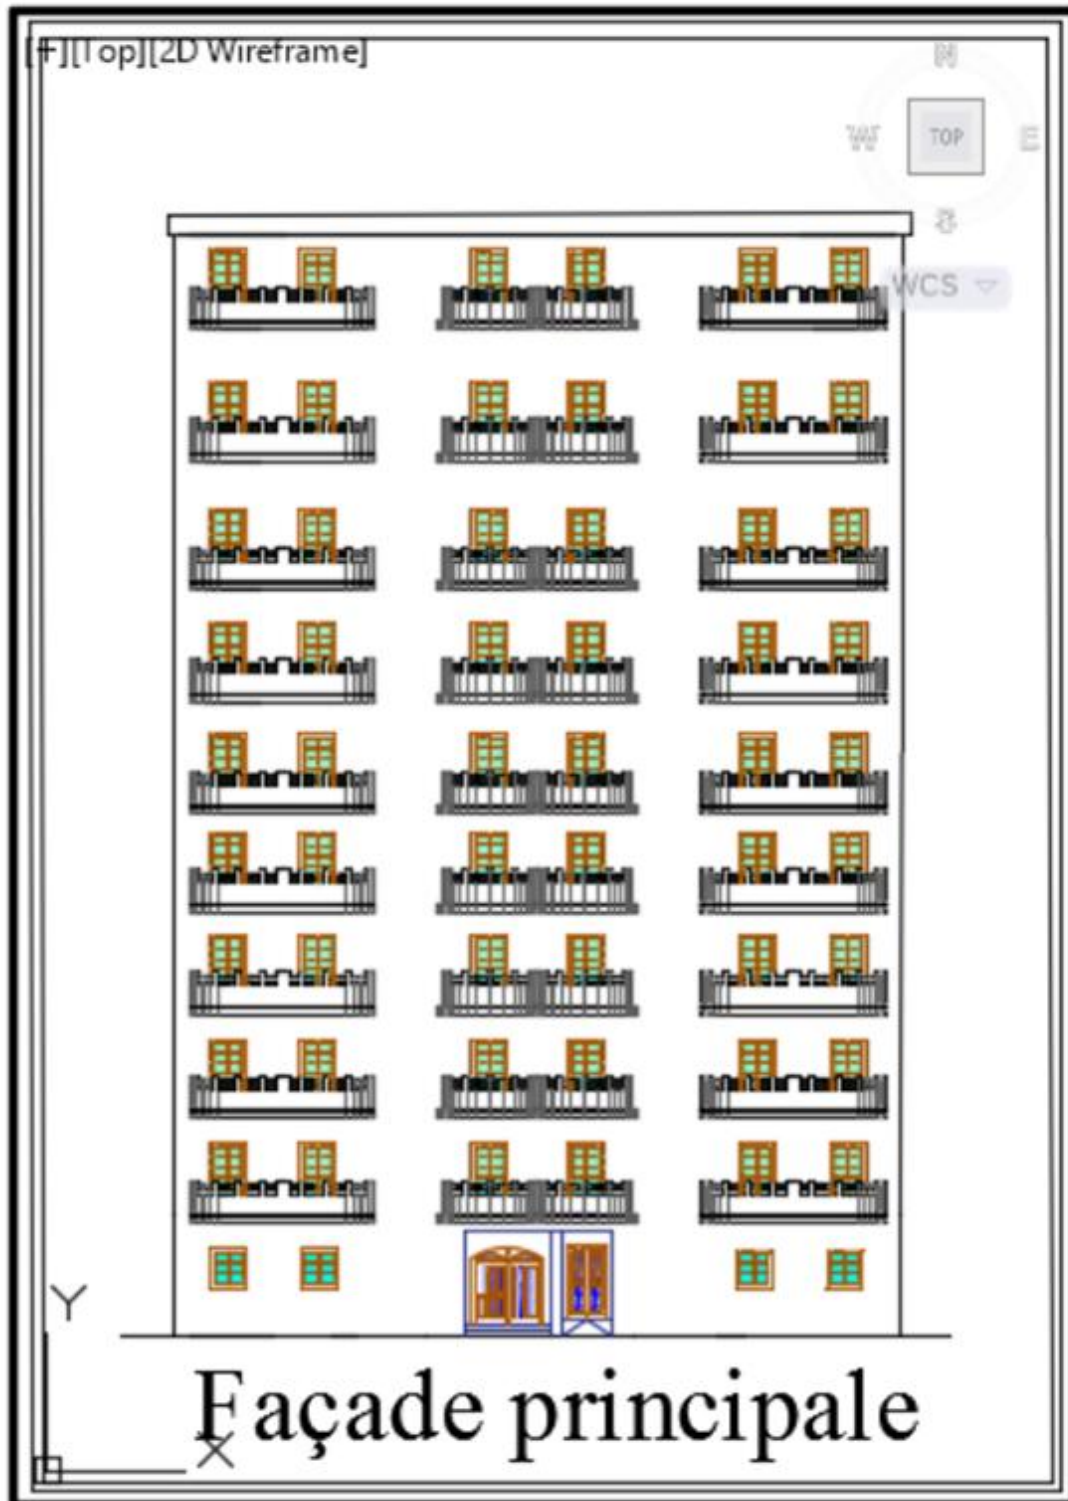 [+][Top][2D Wireframe]
N
W TOP E
S
WCS
Y
Façade principale
X